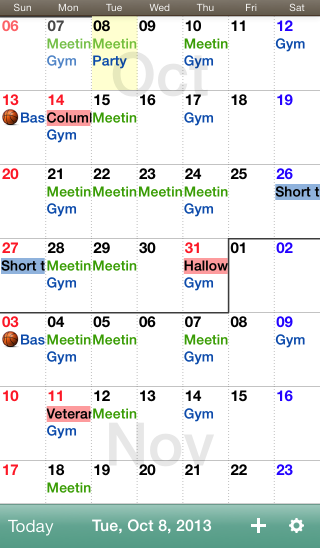 Sun Mon Tue Wed Thu Fri Sat
06 07 08 09 10 11 12
Meetin Meetin Meetin Gym
Gym Party Gym
Oct
13 14 15 16 17 18 19
Bas Columl Meetin Gym
Gym
20 21 22 23 24 25 26
Meetin Meetin Meetin Meetin Short t
Gym Gym
27 28 29 30 31 01 02
Short t Meetin Meetin Hallow
Gym Gym
03 04 05 06 07 08 09
Bas Meetin Meetin Meetin Gym
Gym Gym
10 11 12 13 14 15 16
Veterar Meetin Gym
Gym
Nov
17 18 19 20 21 22 23
Meetin
Today Tue, Oct 8, 2013 +